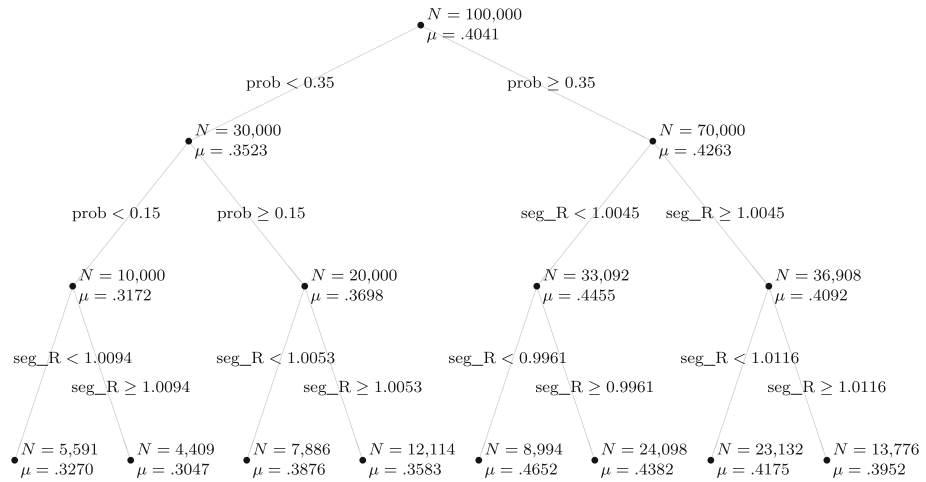 N = 100,000
μ = .4041
prob < 0.35
prob ≥ 0.35
N = 30,000
μ = .3523
N = 70,000
μ = .4263
prob < 0.15
prob ≥ 0.15
seg_R < 1.0045
seg_R ≥ 1.0045
N = 10,000
μ = .3172
N = 20,000
μ = .3698
N = 33,092
μ = .4455
N = 36,908
μ = .4092
seg_R < 1.0094
seg_R ≥ 1.0094
seg_R < 1.0053
seg_R ≥ 1.0053
seg_R < 0.9961
seg_R ≥ 0.9961
seg_R < 1.0116
seg_R ≥ 1.0116
N = 5,591
μ = .3270
N = 4,409
μ = .3047
N = 7,886
μ = .3876
N = 12,114
μ = .3583
N = 8,994
μ = .4652
N = 24,098
μ = .4382
N = 23,132
μ = .4175
N = 13,776
μ = .3952